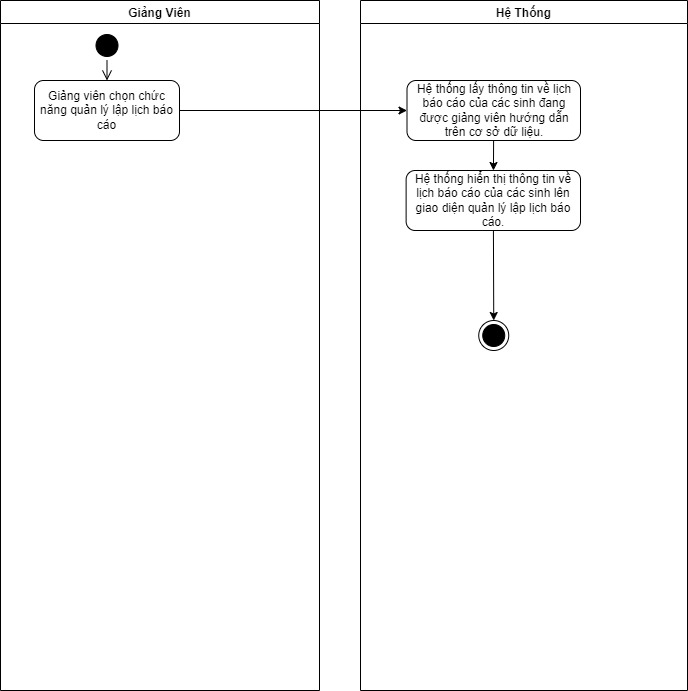 Giảng Viên
Hệ Thống
Giảng viên chọn chức
năng quản lý lập lịch báo
cáo
Hệ thống lấy thông tin về lịch
báo cáo của các sinh đang
được giảng viên hướng dẫn
trên cơ sở dữ liệu.
Hệ thống hiển thị thông tin về
lịch báo cáo của các sinh lên
giao diện quản lý lập lịch báo
cáo.